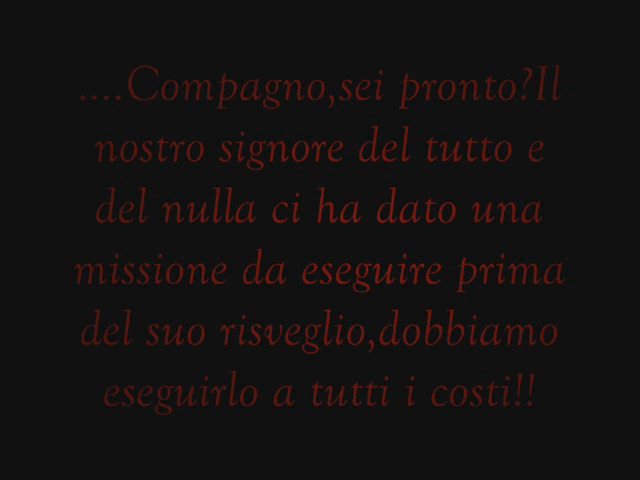 ....Compagno,sei pronto?Il
nostro signore del tutto e
del nulla ci ha dato una
missione da eseguire prima
del suo risveglio,dobbiamo
eseguirlo a tutti i costi!!